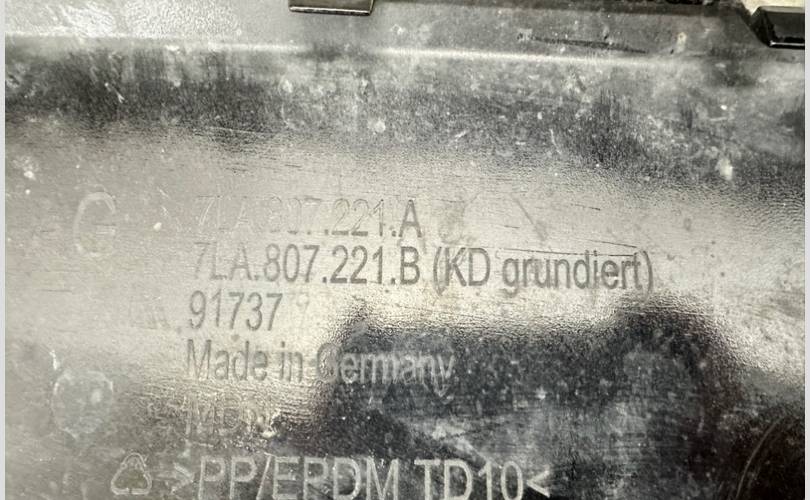 G 7LA.807.221.A
7LA.807.221.B (KD grundiert)
91737
Made in Germany
>PP/EPDM TD10<